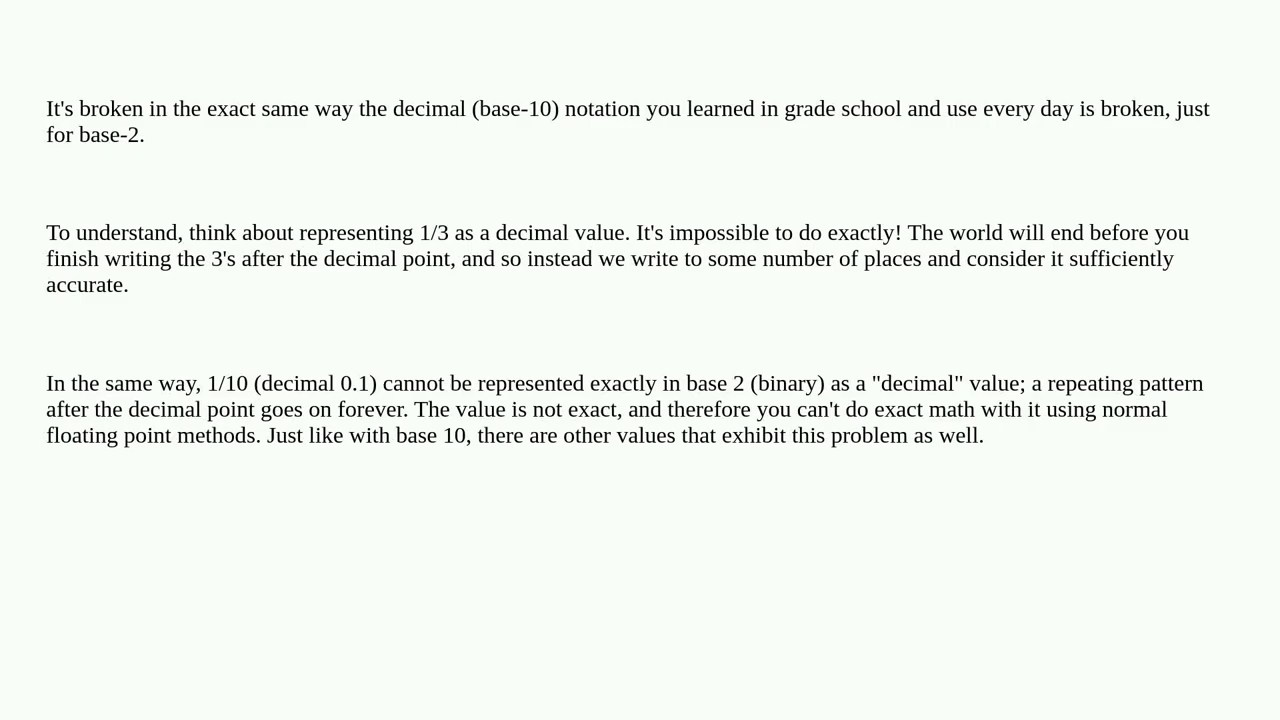 It's broken in the exact same way the decimal (base-10) notation you learned in grade school and use every day is broken, just
for base-2.
To understand, think about representing 1/3 as a decimal value. It's impossible to do exactly! The world will end before you
finish writing the 3's after the decimal point, and so instead we write to some number of places and consider it sufficiently
accurate.
In the same way, 1/10 (decimal 0.1) cannot be represented exactly in base 2 (binary) as a "decimal" value; a repeating pattern
after the decimal point goes on forever. The value is not exact, and therefore you can't do exact math with it using normal
floating point methods. Just like with base 10, there are other values that exhibit this problem as well.